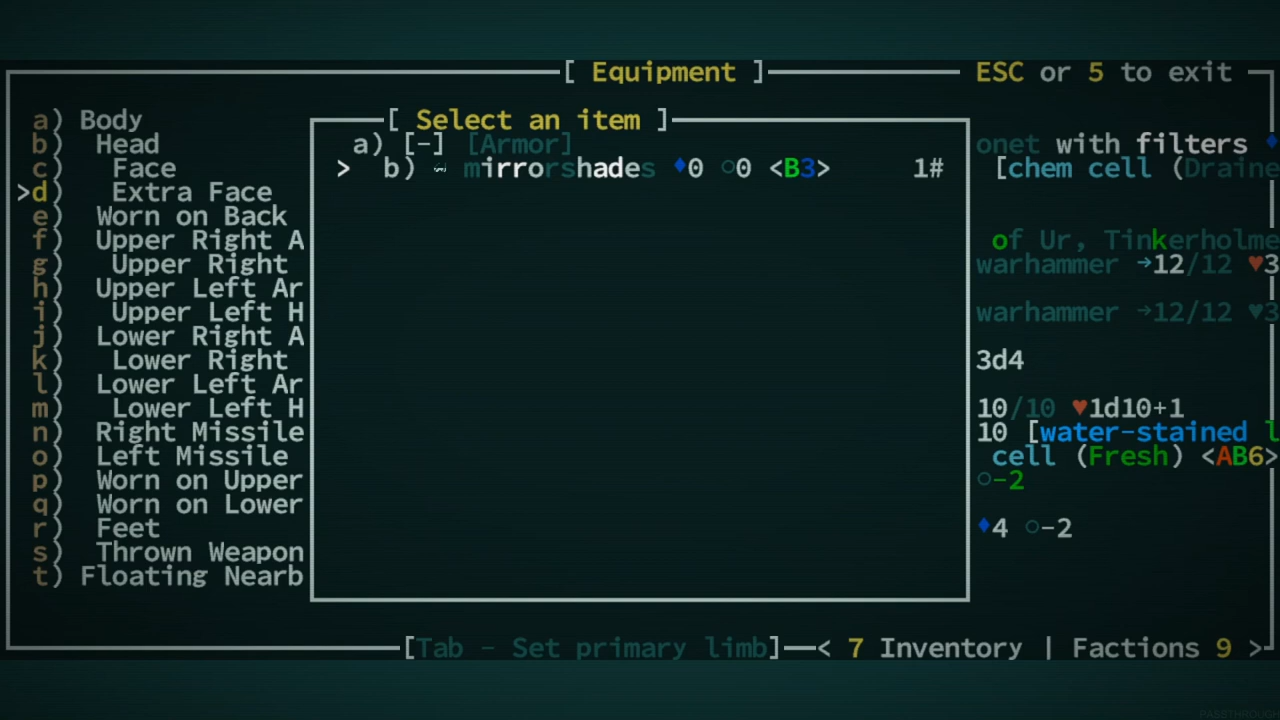 [ Equipment ] ESC or 5 to exit
a) Body
[ Select an item ]
b) Head
a) [-] [Armor]
onet with filters ♦
c) Face
> b) mirrorshades ♦0 ○0 <B3> 1#
[chem cell (Draine
>d) Extra Face
e) Worn on Back
f) Upper Right A
of Ur, Tinkerholme
g) Upper Right
warhammer →12/12 ♥3
h) Upper Left Ar
i) Upper Left H
warhammer →12/12 ♥3
j) Lower Right A
k) Lower Right
3d4
l) Lower Left Ar
m) Lower Left H
10/10 ♥1d10+1
n) Right Missile
10 [water-stained l
o) Left Missile
cell (Fresh) <AB6>
p) Worn on Upper
○-2
q) Worn on Lower
r) Feet
♦4 ○-2
s) Thrown Weapon
t) Floating Nearb
[Tab - Set primary limb] < 7 Inventory | Factions 9 >